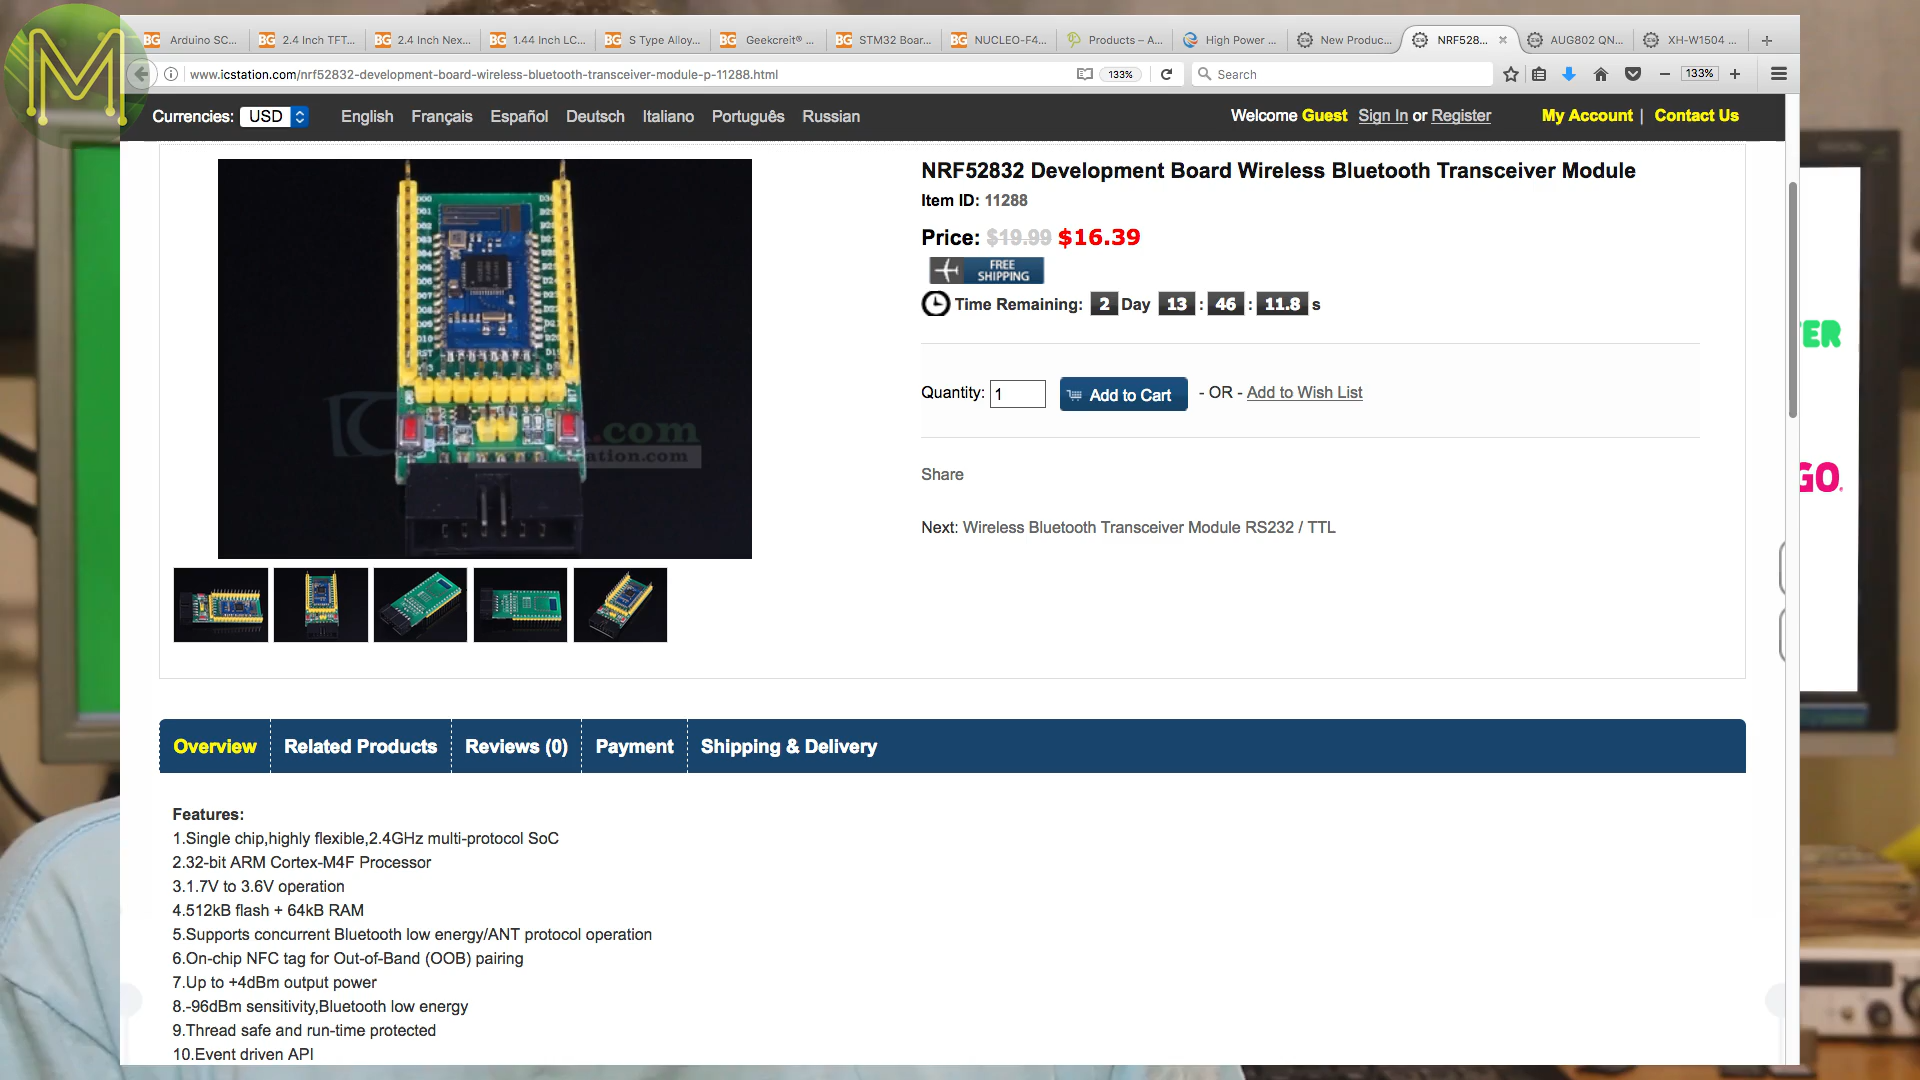 M
Arduino SC...
2.4 Inch TFT...
2.4 Inch Nex...
1.44 Inch LC...
S Type Alloy...
Geekcreit® ...
STM32 Boar...
NUCLEO-F4...
Products – A...
High Power ...
New Produc...
NRF528...
AUG802 QN...
XH-W1504 ...
www.icstation.com/nrf52832-development-board-wireless-bluetooth-transceiver-module-p-11288.html
133%
Search
133%
Currencies: USD English Français Español Deutsch Italiano Português Russian
Welcome Guest Sign In or Register My Account | Contact Us
NRF52832 Development Board Wireless Bluetooth Transceiver Module
Item ID: 11288
Price: $19.99 $16.39
FREE SHIPPING
Time Remaining: 2 Day 13 : 46 : 11.8 s
Quantity: 1 Add to Cart - OR - Add to Wish List
Share
Next: Wireless Bluetooth Transceiver Module RS232 / TTL
.com
ation.com
TER
GO
Overview Related Products Reviews (0) Payment Shipping & Delivery
Features:
1.Single chip,highly flexible,2.4GHz multi-protocol SoC
2.32-bit ARM Cortex-M4F Processor
3.1.7V to 3.6V operation
4.512kB flash + 64kB RAM
5.Supports concurrent Bluetooth low energy/ANT protocol operation
6.On-chip NFC tag for Out-of-Band (OOB) pairing
7.Up to +4dBm output power
8.-96dBm sensitivity,Bluetooth low energy
9.Thread safe and run-time protected
10.Event driven API